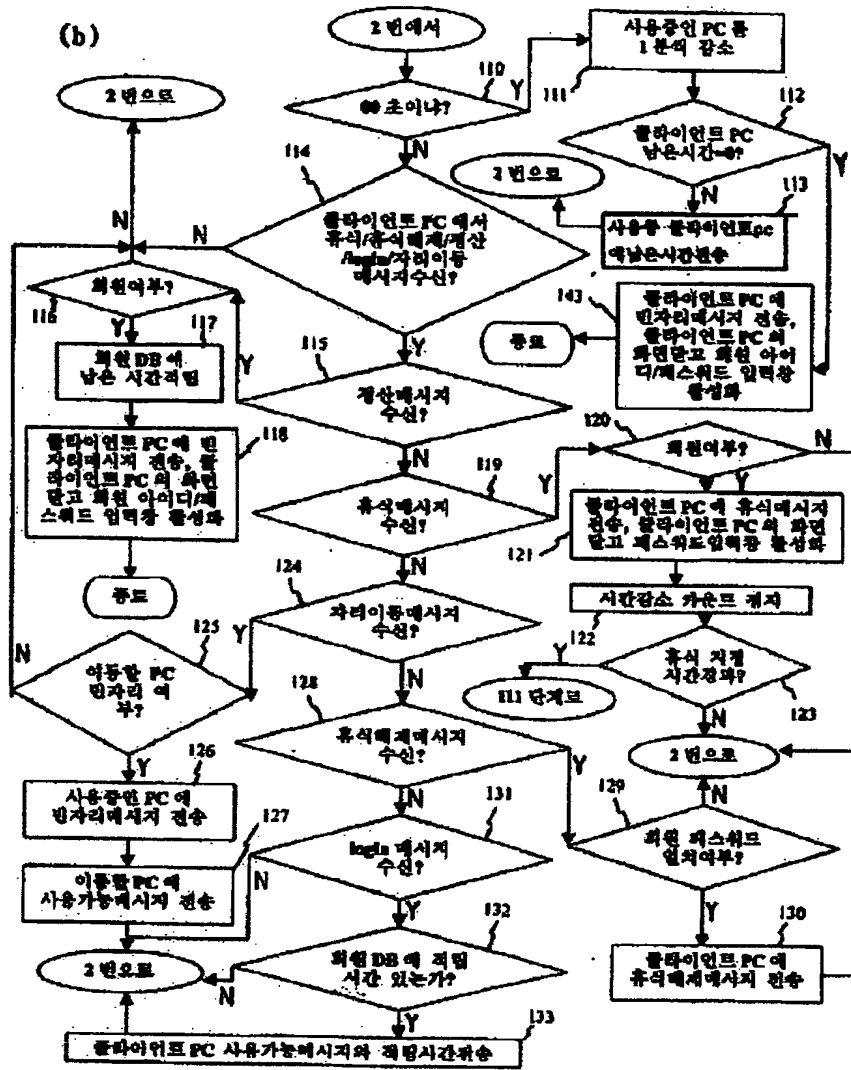 (b)
2 번에서
사용중인 PC 를
1 분씩 감소
110
Y
111
2 번으로
초이냐?
112
클라이언트 PC
남은시간=0?
114
N
Y
2 번으로
N
113
클라이언트 PC 에서
휴식/휴식해제/정산
/login/자리이동
메시지수신?
사용중 클라이언트pc
에남은시간전송
N
N
회원여부?
116
Y
117
143
클라이언트 PC 에
빈자리메시지 전송,
클라이언트 PC 의
화면닫고 회원 아이
디/패스워드 입력창
활성화
종료
회원 DB 에
남은 시간적립
Y
115
Y
정산메시지
수신?
118
클라이언트 PC 에 빈
자리메시지 전송, 클
라이언트 PC 의 화면
닫고 회원 아이디/패
스워드 입력창 활성화
N
119
120
회원여부?
N
Y
Y
휴식메시지
수신?
클라이언트 PC 에 휴식메시지
전송, 클라이언트 PC 의 화면
닫고 패스워드입력창 활성화
121
종료
N
124
자리이동메시지
수신?
시간감소 카운트 정지
122
125
Y
N
이동할 PC
빈자리 여
부?
Y
휴식 지정
시간경과?
123
111 단계로
N
128
휴식해제메시지
수신?
N
2 번으로
Y
126
사용중인 PC 에
빈자리메시지 전송
Y
N
131
129
N
회원 패스워드
일치여부?
127
login 메시지
수신?
N
이동할 PC 에
사용가능메시지 전송
Y
132
Y
130
2 번으로
회원 DB 에 적립
시간 있는가?
N
클라이언트 PC 에
휴식해제메시지 전송
Y
133
클라이언트 PC 사용가능메시지와 적립시간전송